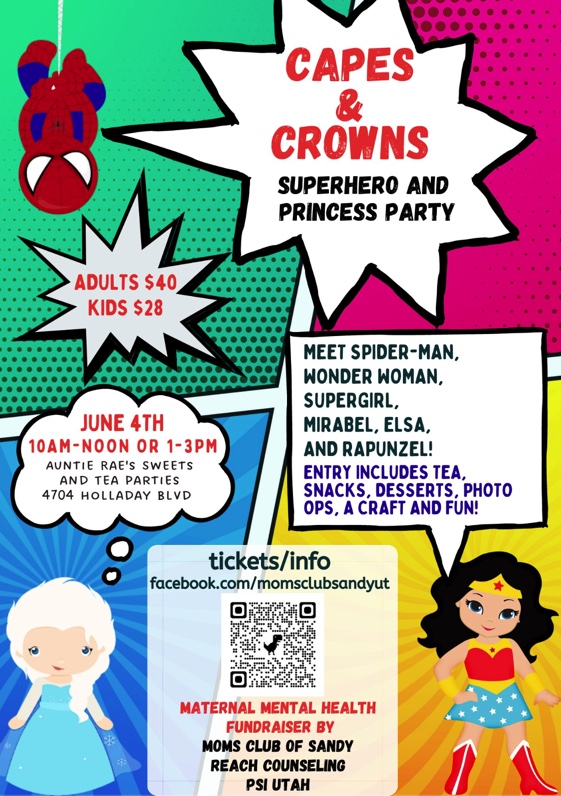 CAPES
&
CROWNS
SUPERHERO AND
PRINCESS PARTY
ADULTS $40
KIDS $28
MEET SPIDER-MAN,
WONDER WOMAN,
SUPERGIRL,
MIRABEL, ELSA,
AND RAPUNZEL!
ENTRY INCLUDES TEA,
SNACKS, DESSERTS, PHOTO
OPS, A CRAFT AND FUN!
JUNE 4TH
10AM-NOON OR 1-3PM
AUNTIE RAE'S SWEETS
AND TEA PARTIES
4704 HOLLADAY BLVD
tickets/info
facebook.com/momsclubsandyut
MATERNAL MENTAL HEALTH
FUNDRAISER BY
MOMS CLUB OF SANDY
REACH COUNSELING
PSI UTAH